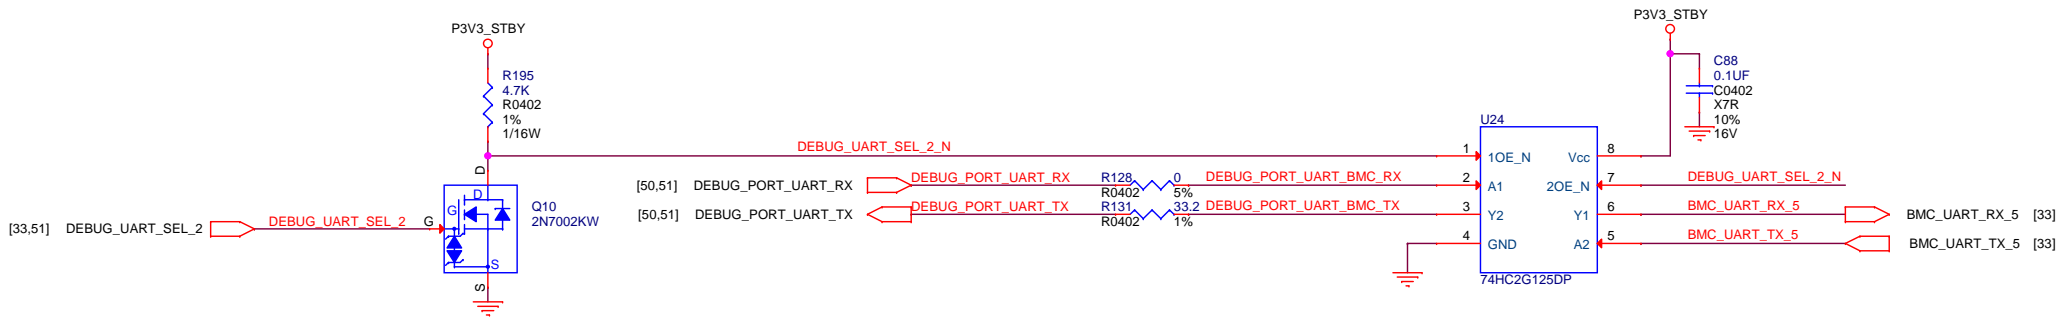 P3V3_STBY
P3V3_STBY
R195
4.7K
R0402
1%
1/16W
C88
0.1UF
C0402
X7R
10%
16V
U24
DEBUG_UART_SEL_2_N
1
1OE_N
Vcc
8
D
[50,51] DEBUG_PORT_UART_RX
DEBUG_PORT_UART_RX
R128
0
R0402
5%
DEBUG_PORT_UART_BMC_RX
2
A1
2OE_N
7
DEBUG_UART_SEL_2_N
D
G
Q10
2N7002KW
[50,51] DEBUG_PORT_UART_TX
DEBUG_PORT_UART_TX
R131
33.2
R0402
1%
DEBUG_PORT_UART_BMC_TX
3
Y2
Y1
6
BMC_UART_RX_5
BMC_UART_RX_5 [33]
[33,51] DEBUG_UART_SEL_2
DEBUG_UART_SEL_2
G
4
GND
A2
5
BMC_UART_TX_5
BMC_UART_TX_5 [33]
S
S
74HC2G125DP